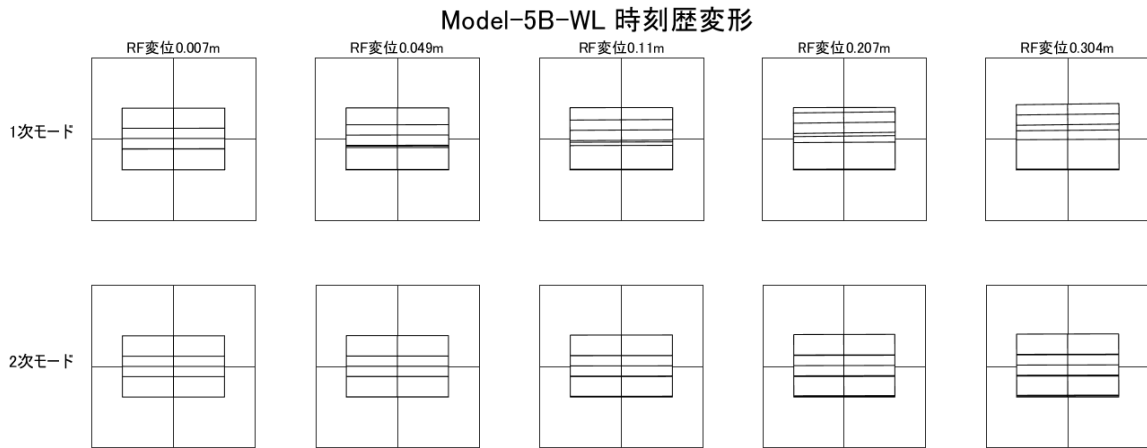 Model-5B-WL 時刻歴変形
RF変位0.007m
RF変位0.049m
RF変位0.11m
RF変位0.207m
RF変位0.304m
1次モード
2次モード